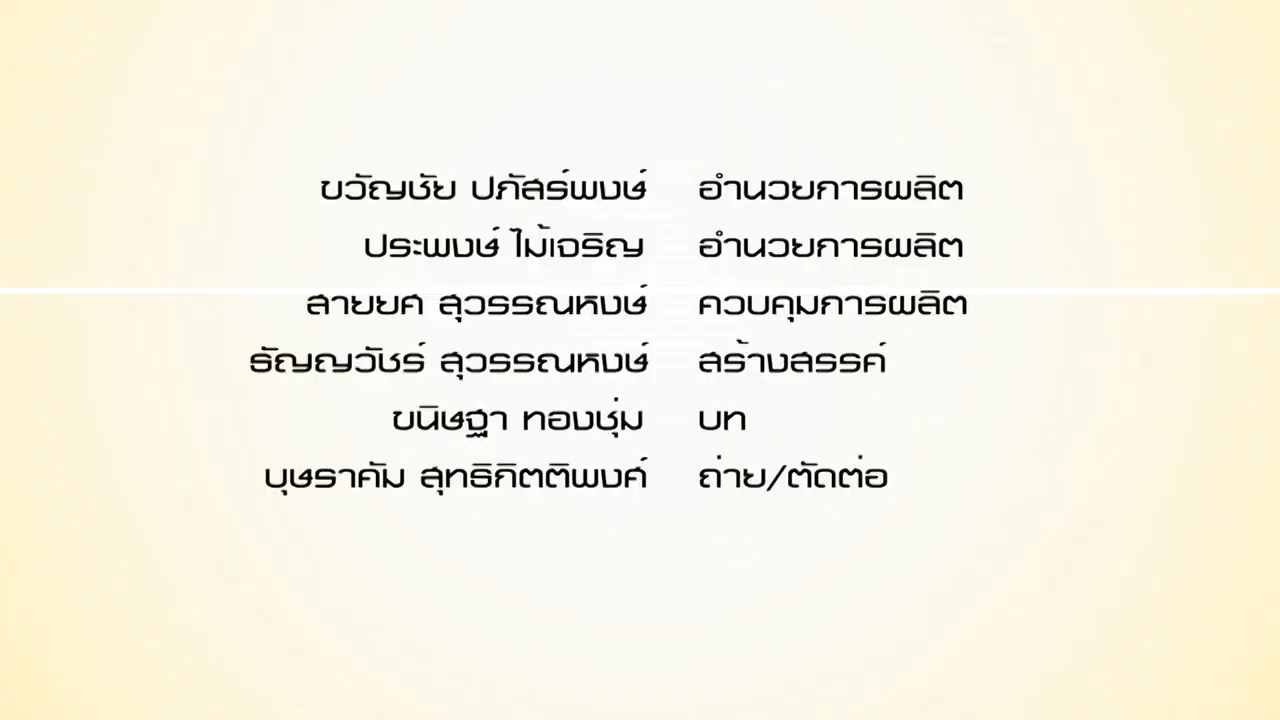 ขวัญชัย ปภัสร์พงษ์ อำนวยการผลิต
ประพงษ์ ไม้เจริญ อำนวยการผลิต
สายยศ สุวรรณหงษ์ ควบคุมการผลิต
ธัญญวัชร์ สุวรรณหงษ์ สร้างสรรค์
ขนิษฐา ทองชุ่ม บท
บุษราคัม สุทธิกิตติพงศ์ ถ่าย/ตัดต่อ